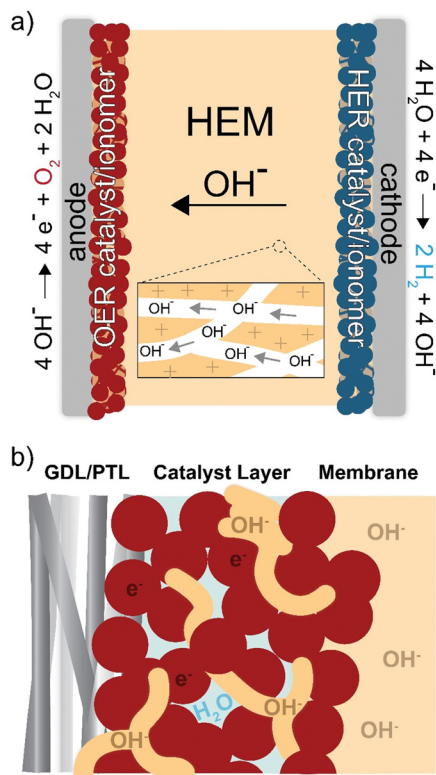 a)
4 OH⁻ → 4 e⁻ + O₂ + 2 H₂O
anode
OER catalyst/ionomer
HEM
OH⁻
HER catalyst/ionomer
cathode
4 H₂O + 4 e⁻ → 2 H₂ + 4 OH⁻
+ + + + +
OH⁻ OH⁻
+ OH⁻ + +
OH⁻ OH⁻ OH⁻
+ + +
b)
GDL/PTL Catalyst Layer Membrane
OH⁻ OH⁻
e⁻ e⁻
OH⁻
e⁻
H₂O OH⁻ OH⁻
OH⁻